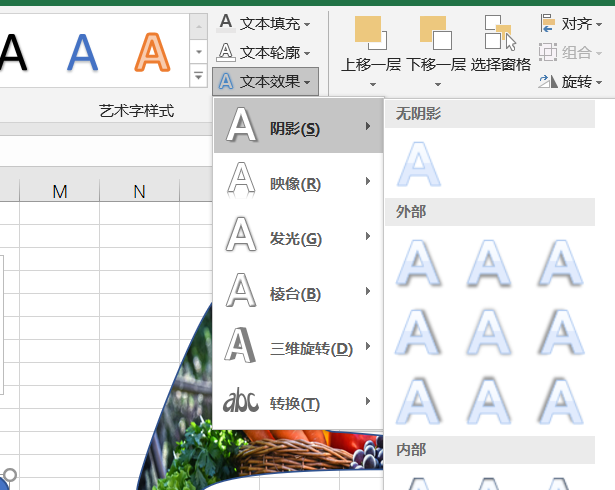 A A A
文本填充
文本轮廓
文本效果
艺术字样式
上移一层 下移一层 选择窗格
对齐
组合
旋转
M N
A 阴影(S)
A 映像(R)
A 发光(G)
A 棱台(B)
A 三维旋转(D)
abc 转换(T)
无阴影
A
外部
A A A
A A A
A A A
内部